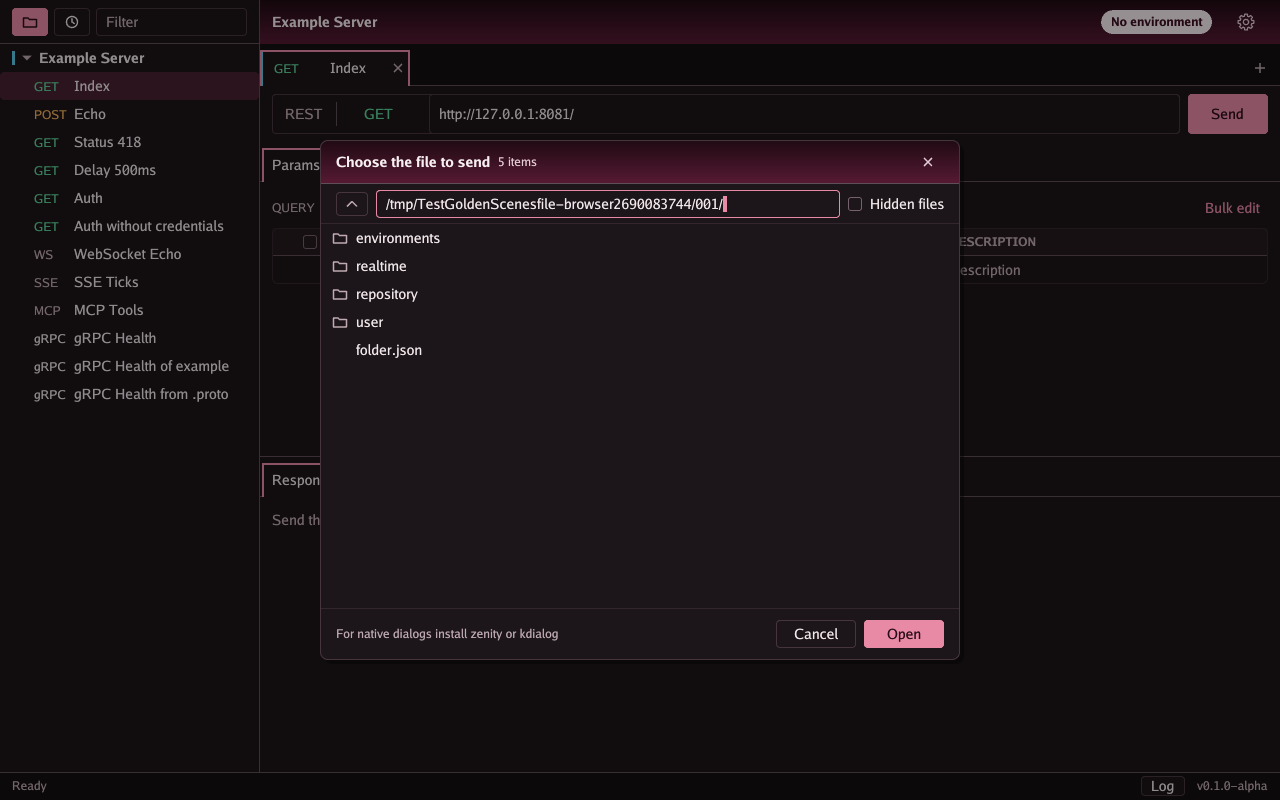 Filter
Example Server
No environment
Example Server
GET Index
POST Echo
GET Status 418
GET Delay 500ms
GET Auth
GET Auth without credentials
WS WebSocket Echo
SSE SSE Ticks
MCP MCP Tools
gRPC gRPC Health
gRPC gRPC Health of example
gRPC gRPC Health from .proto
GET Index
REST GET http://127.0.0.1:8081/ Send
Params
QUERY Bulk edit
ESCRIPTION
escription
Choose the file to send 5 items
/tmp/TestGoldenScenesfile-browser2690083744/001/ Hidden files
environments
realtime
repository
user
folder.json
For native dialogs install zenity or kdialog Cancel Open
Respon
Send th
Ready Log v0.1.0-alpha